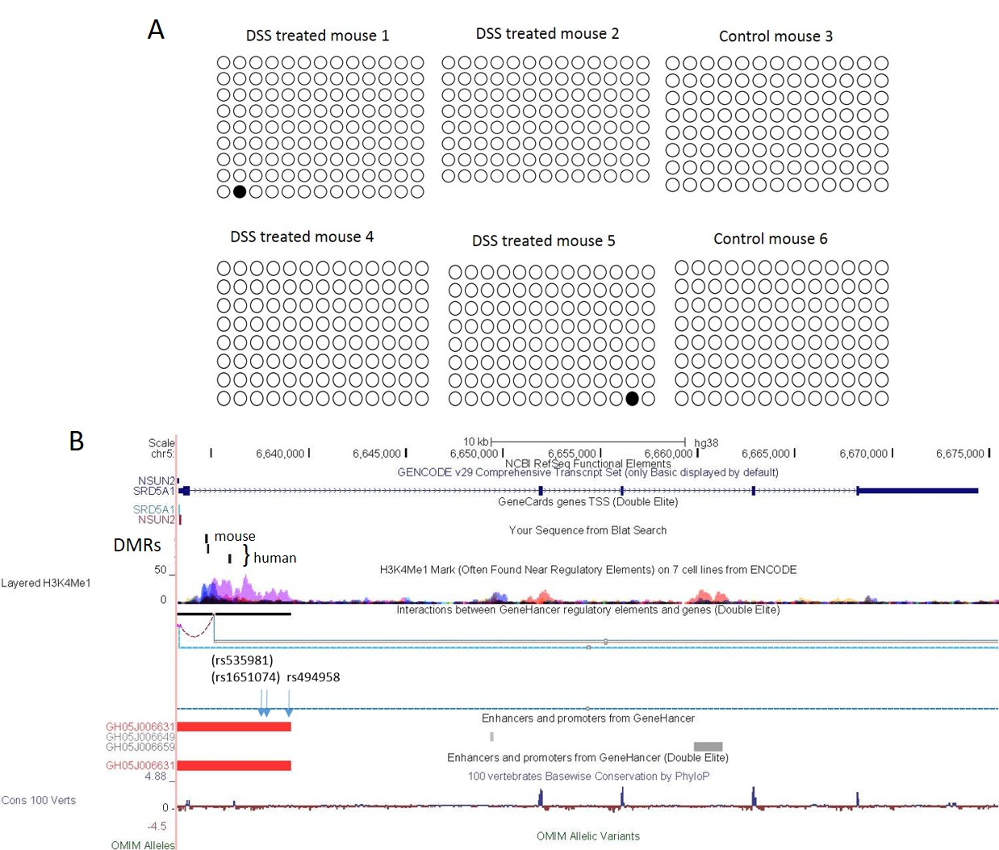 A
DSS treated mouse 1
DSS treated mouse 2
Control mouse 3
DSS treated mouse 4
DSS treated mouse 5
Control mouse 6
B
Scale 10 kb hg38
chr5: 6,640,000 6,645,000 6,650,000 6,655,000 6,660,000 6,665,000 6,670,000 6,675,000
NCBI RefSeq Functional Elements
GENCODE v29 Comprehensive Transcript Set (only Basic displayed by default)
NSUN2
SRD5A1
GeneCards genes TSS (Double Elite)
SRD5A1
NSUN2
Your Sequence from Blat Search
DMRs mouse
} human
H3K4Me1 Mark (Often Found Near Regulatory Elements) on 7 cell lines from ENCODE
50
Layered H3K4Me1
0
Interactions between GeneHancer regulatory elements and genes (Double Elite)
(rs535981)
(rs1651074) rs494958
Enhancers and promoters from GeneHancer
GH05J006631
GH05J006649
GH05J006659
Enhancers and promoters from GeneHancer (Double Elite)
GH05J006631
4.88 100 vertebrates Basewise Conservation by PhyloP
Cons 100 Verts
0
-4.5
OMIM Allelic Variants
OMIM Alleles